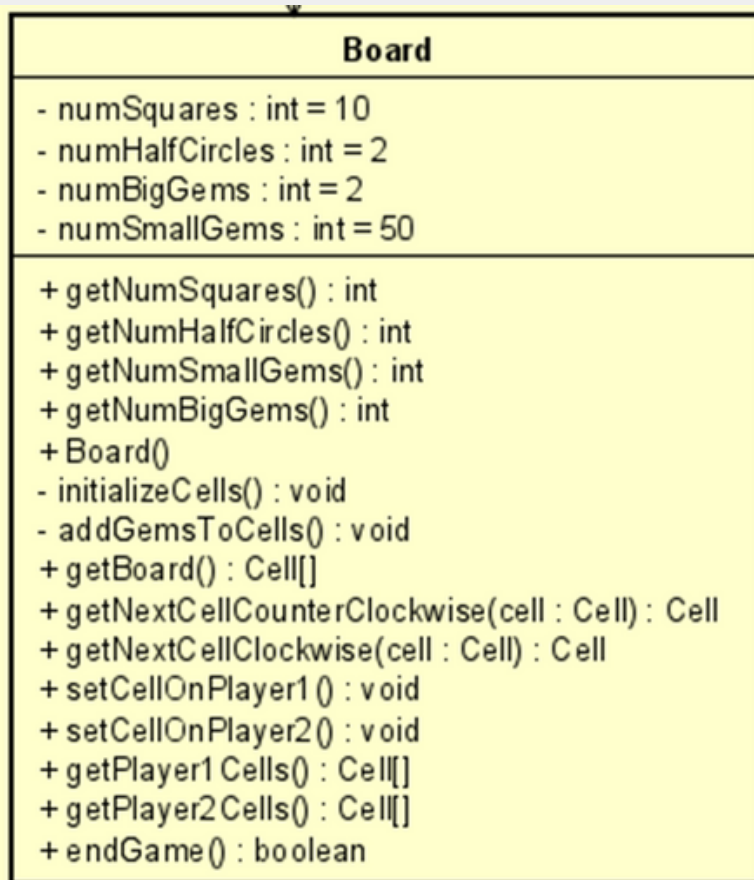 Board
- numSquares : int = 10
- numHalfCircles : int = 2
- numBigGems : int = 2
- numSmallGems : int = 50
+ getNumSquares() : int
+ getNumHalfCircles() : int
+ getNumSmallGems() : int
+ getNumBigGems() : int
+ Board()
- initializeCells() : void
- addGemsToCells() : void
+ getBoard() : Cell[]
+ getNextCellCounterClockwise(cell : Cell) : Cell
+ getNextCellClockwise(cell : Cell) : Cell
+ setCellOnPlayer1() : void
+ setCellOnPlayer2() : void
+ getPlayer1Cells() : Cell[]
+ getPlayer2Cells() : Cell[]
+ endGame() : boolean